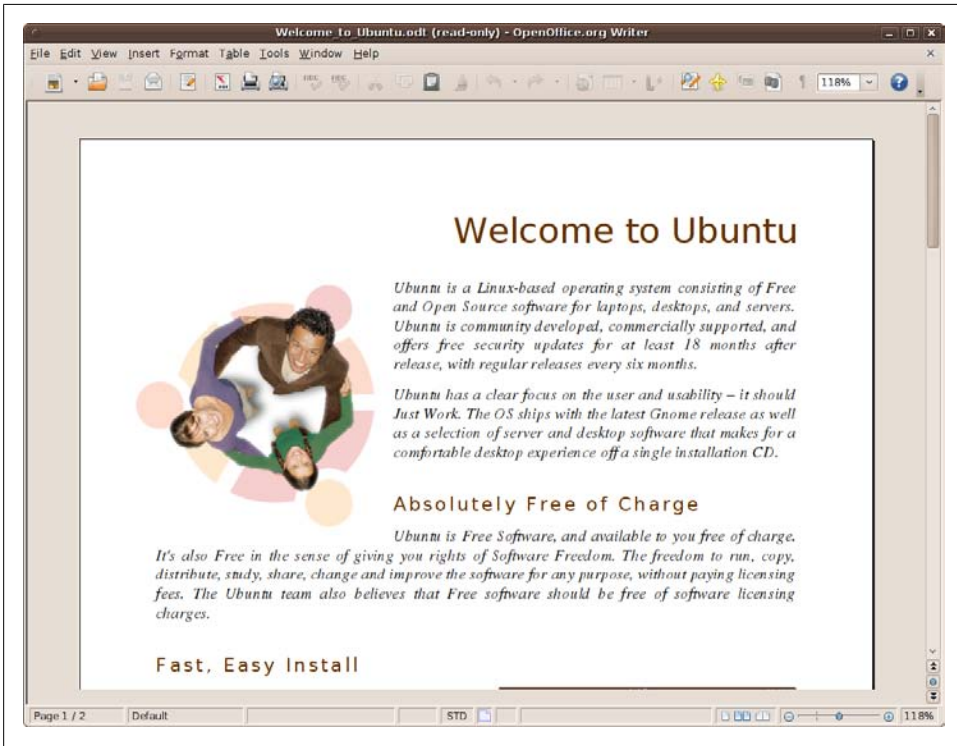 Welcome_to_Ubuntu.odt (read-only) - OpenOffice.org Writer
File Edit View Insert Format Table Tools Window Help
118%
Welcome to Ubuntu
Ubuntu is a Linux-based operating system consisting of Free
and Open Source software for laptops, desktops, and servers.
Ubuntu is community developed, commercially supported, and
offers free security updates for at least 18 months after
release, with regular releases every six months.
Ubuntu has a clear focus on the user and usability – it should
Just Work. The OS ships with the latest Gnome release as well
as a selection of server and desktop software that makes for a
comfortable desktop experience off a single installation CD.
Absolutely Free of Charge
Ubuntu is Free Software, and available to you free of charge.
It's also Free in the sense of giving you rights of Software Freedom. The freedom to run, copy,
distribute, study, share, change and improve the software for any purpose, without paying licensing
fees. The Ubuntu team also believes that Free software should be free of software licensing
charges.
Fast, Easy Install
Page 1 / 2 Default STD 118%